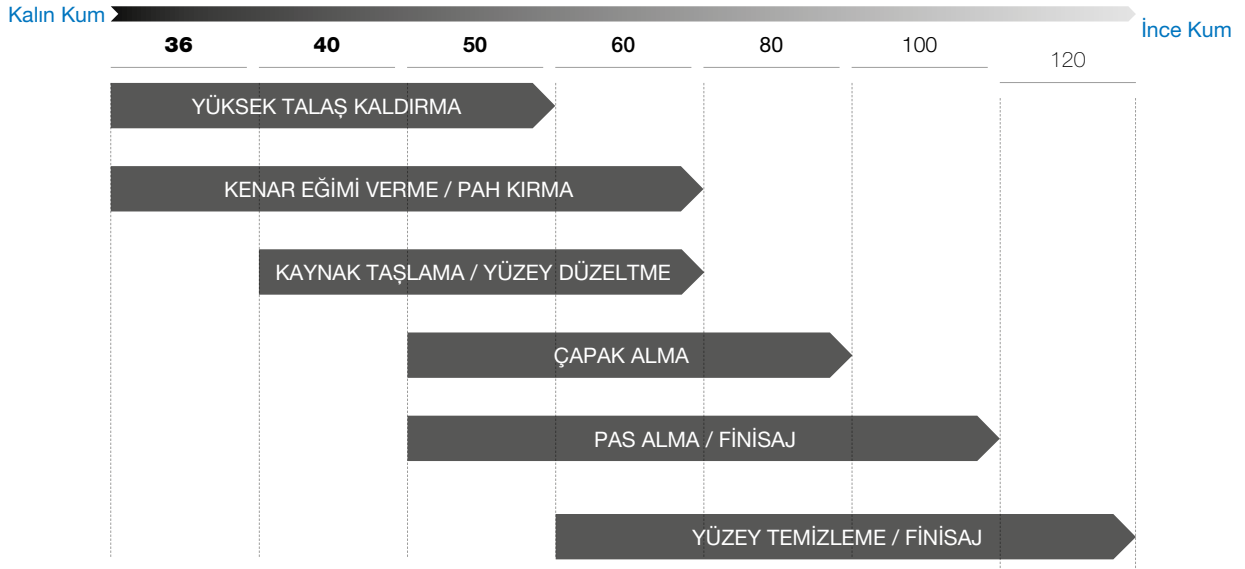 Kalın Kum
İnce Kum
36 40 50 60 80 100 120
YÜKSEK TALAŞ KALDIRMA
KENAR EĞİMİ VERME / PAH KIRMA
KAYNAK TAŞLAMA / YÜZEY DÜZELTME
ÇAPAK ALMA
PAS ALMA / FİNİSAJ
YÜZEY TEMİZLEME / FİNİSAJ